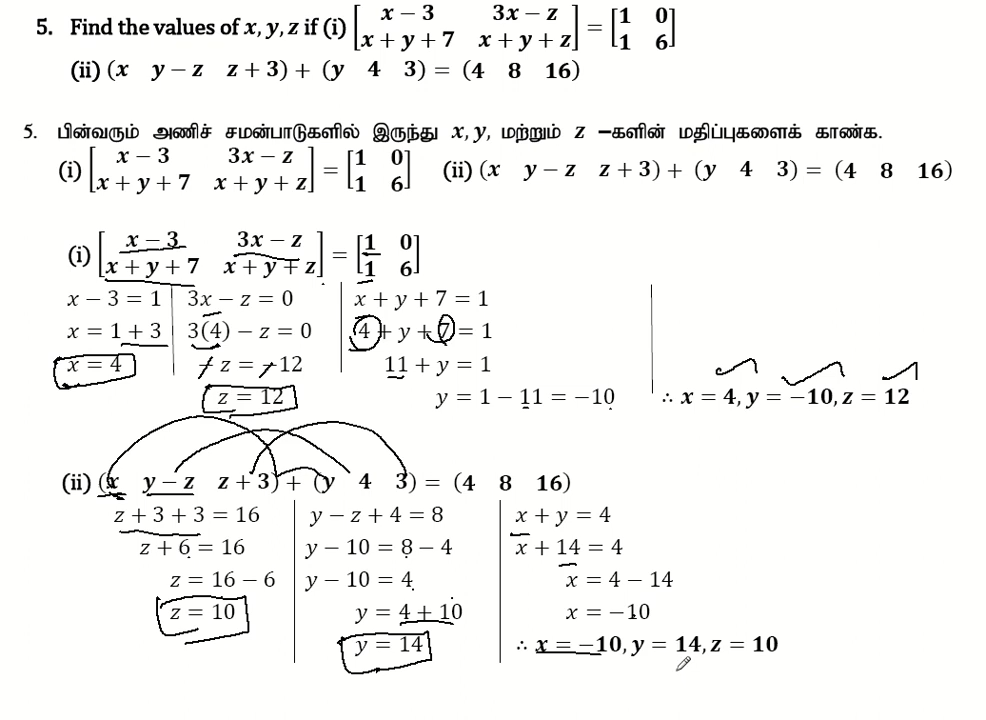 5. Find the values of x, y, z if (i) [x − 3 3x − z
x + y + 7 x + y + z] = [1 0
1 6]
(ii) (x y − z z + 3) + (y 4 3) = (4 8 16)
5. பின்வரும் அணிச் சமன்பாடுகளில் இருந்து x, y, மற்றும் z −களின் மதிப்புகளைக் காண்க.
(i) [x − 3 3x − z
x + y + 7 x + y + z] = [1 0
1 6] (ii) (x y − z z + 3) + (y 4 3) = (4 8 16)
(i) [x − 3 3x − z
x + y + 7 x + y + z] = [1 0
1 6]
x − 3 = 1
x = 1 + 3
x = 4
3x − z = 0
3(4) − z = 0
−z = −12
z = 12
x + y + 7 = 1
4 + y + 7 = 1
11 + y = 1
y = 1 − 11 = −10
∴ x = 4, y = −10, z = 12
(ii) (x y − z z + 3) + (y 4 3) = (4 8 16)
z + 3 + 3 = 16
z + 6 = 16
z = 16 − 6
z = 10
y − z + 4 = 8
y − 10 = 8 − 4
y − 10 = 4
y = 4 + 10
y = 14
x + y = 4
x + 14 = 4
x = 4 − 14
x = −10
∴ x = −10, y = 14, z = 10